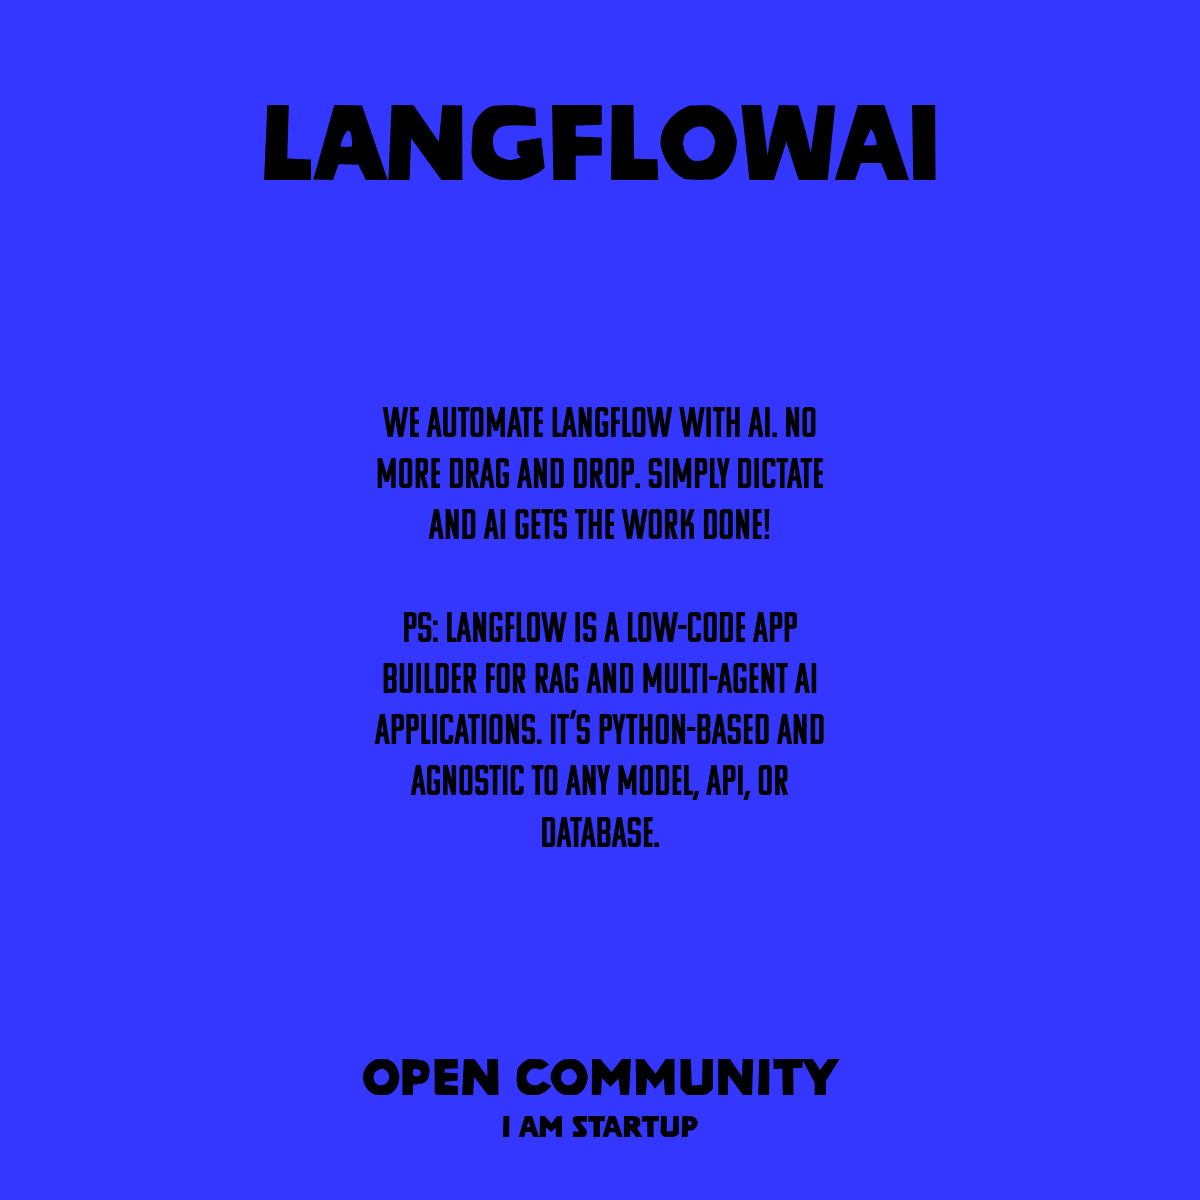 LANGFLOWAI
WE AUTOMATE LANGFLOW WITH AI. NO
MORE DRAG AND DROP. SIMPLY DICTATE
AND AI GETS THE WORK DONE!
PS: LANGFLOW IS A LOW-CODE APP
BUILDER FOR RAG AND MULTI-AGENT AI
APPLICATIONS. IT'S PYTHON-BASED AND
AGNOSTIC TO ANY MODEL, API, OR
DATABASE.
OPEN COMMUNITY
I AM STARTUP